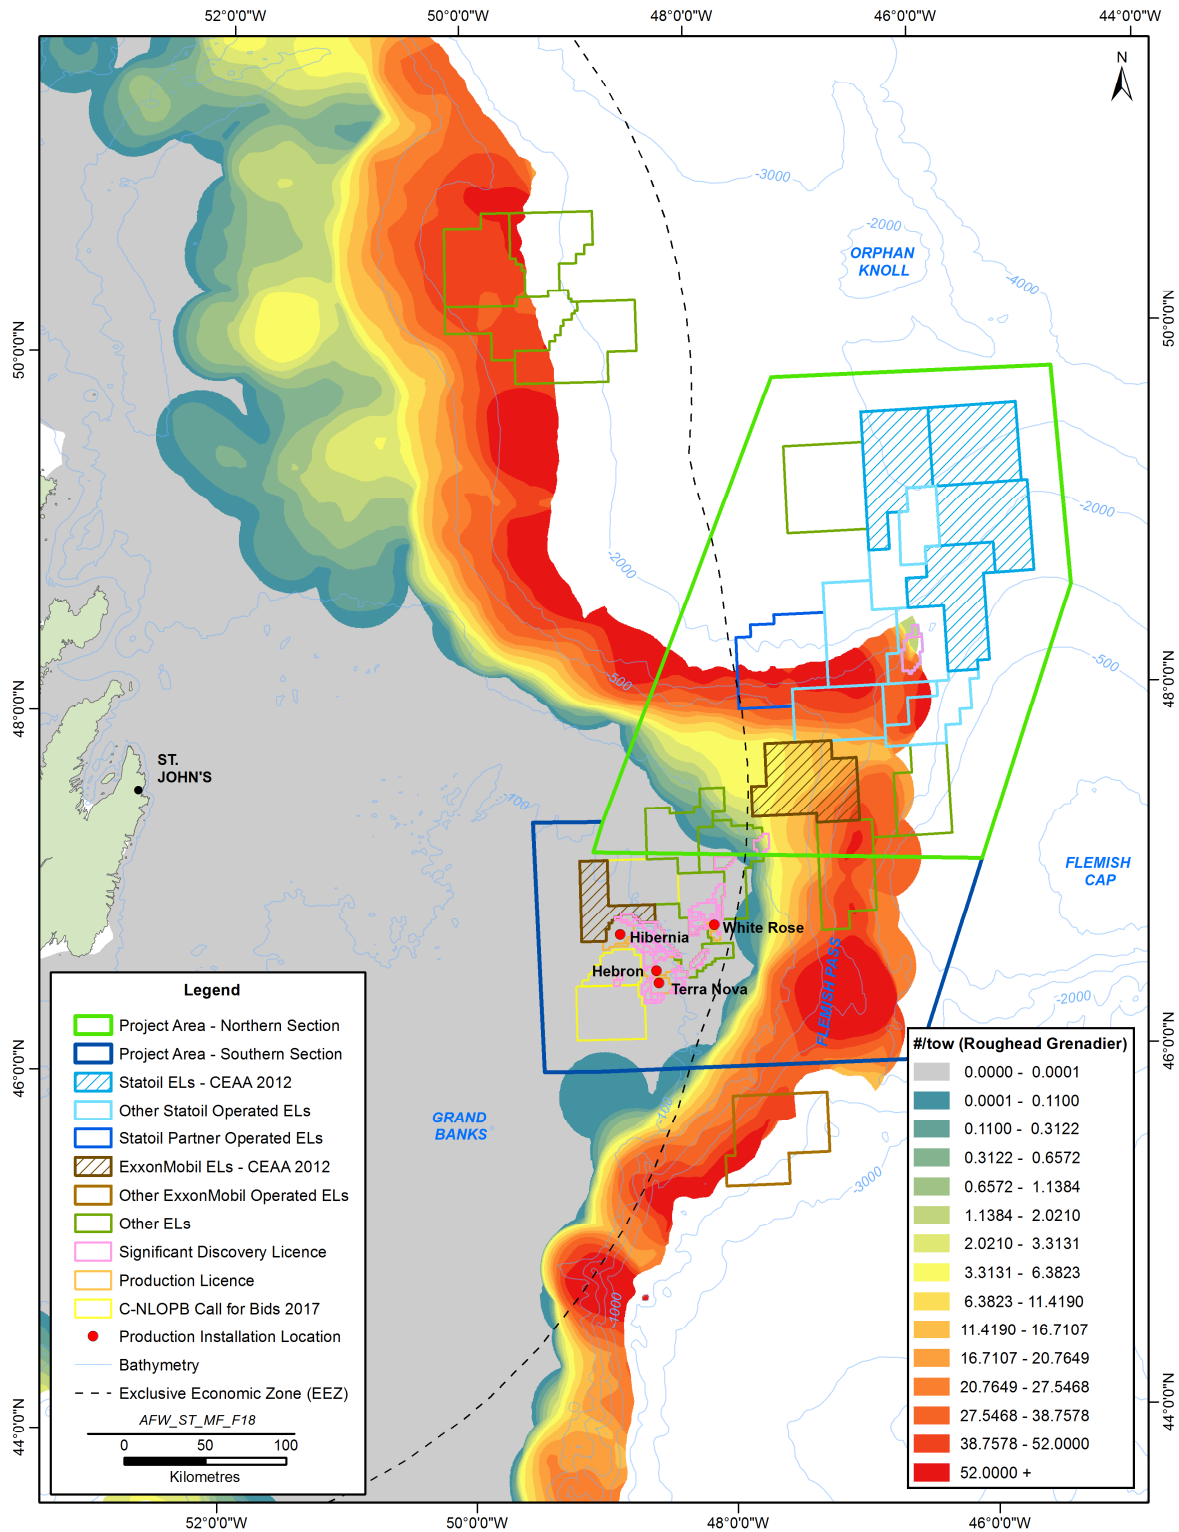 52°0'0"W 50°0'0"W 48°0'0"W 46°0'0"W 44°0'0"W
N
-3000
-2000
ORPHAN
KNOLL
-4000
50°0'0"N
50°0'0"N
-2000
-2000
-500
48°0'0"N
-500
48°0'0"N
ST.
JOHN'S
-100
FLEMISH
CAP
White Rose
Hibernia
Hebron
Terra Nova
FLEMISH PASS
-2000
46°0'0"N
46°0'0"N
GRAND
BANKS
-100
-3000
-1000
44°0'0"N
44°0'0"N
Legend
Project Area - Northern Section
Project Area - Southern Section
Statoil ELs - CEAA 2012
Other Statoil Operated ELs
Statoil Partner Operated ELs
ExxonMobil ELs - CEAA 2012
Other ExxonMobil Operated ELs
Other ELs
Significant Discovery Licence
Production Licence
C-NLOPB Call for Bids 2017
Production Installation Location
Bathymetry
Exclusive Economic Zone (EEZ)
AFW_ST_MF_F18
0 50 100
Kilometres
#/tow (Roughhead Grenadier)
0.0000 - 0.0001
0.0001 - 0.1100
0.1100 - 0.3122
0.3122 - 0.6572
0.6572 - 1.1384
1.1384 - 2.0210
2.0210 - 3.3131
3.3131 - 6.3823
6.3823 - 11.4190
11.4190 - 16.7107
16.7107 - 20.7649
20.7649 - 27.5468
27.5468 - 38.7578
38.7578 - 52.0000
52.0000 +
52°0'0"W 50°0'0"W 48°0'0"W 46°0'0"W